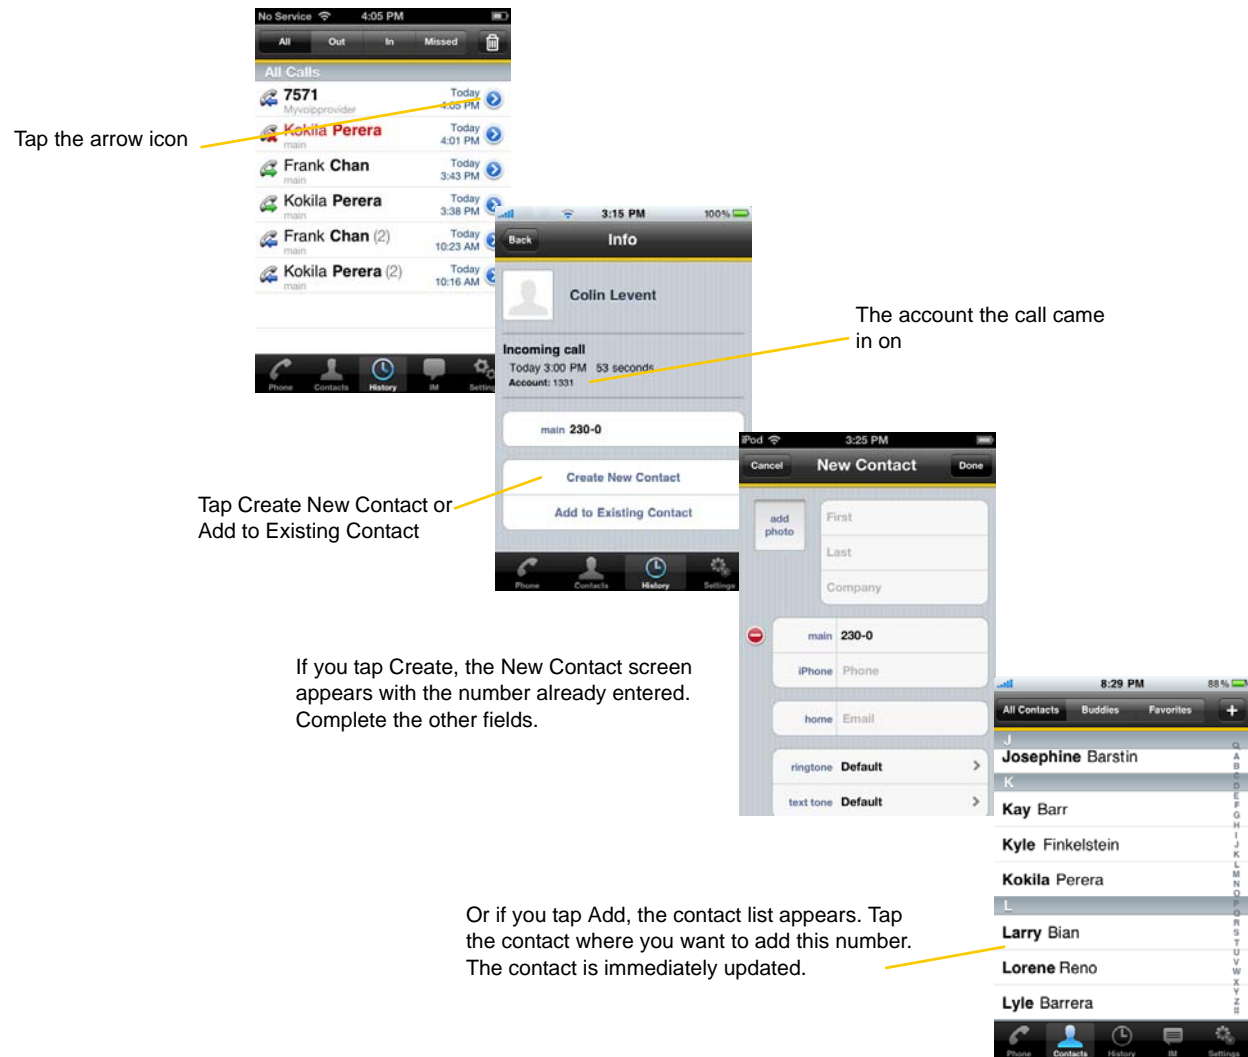 No Service 4:05 PM
All Out In Missed
All Calls
7571 Today
Myvoipprovider 4:05 PM
Tap the arrow icon
Kokila Perera Today
main 4:01 PM
Frank Chan Today
main 3:43 PM
Kokila Perera Today
main 3:38 PM
Frank Chan (2) Today
main 10:23 AM
Kokila Perera (2) Today
main 10:16 AM
Phone Contacts History IM
3:15 PM 100%
Back Info
Colin Levent
The account the call came
in on
Incoming call
Today 3:00 PM 53 seconds
Account: 1331
main 230-0
Create New Contact
Add to Existing Contact
Tap Create New Contact or
Add to Existing Contact
Phone Contacts History Settings
iPod 3:25 PM
Cancel New Contact Done
add
photo
First
Last
Company
main 230-0
iPhone Phone
home Email
ringtone Default
text tone Default
If you tap Create, the New Contact screen
appears with the number already entered.
Complete the other fields.
8:29 PM 88%
All Contacts Buddies Favorites +
J
Josephine Barstin
K
Kay Barr
Kyle Finkelstein
Kokila Perera
L
Larry Bian
Lorene Reno
Lyle Barrera
A
B
C
D
E
F
G
H
I
J
K
L
M
N
O
P
Q
R
S
T
U
V
W
X
Y
Z
#
Phone Contacts History IM Settings
Or if you tap Add, the contact list appears. Tap
the contact where you want to add this number.
The contact is immediately updated.